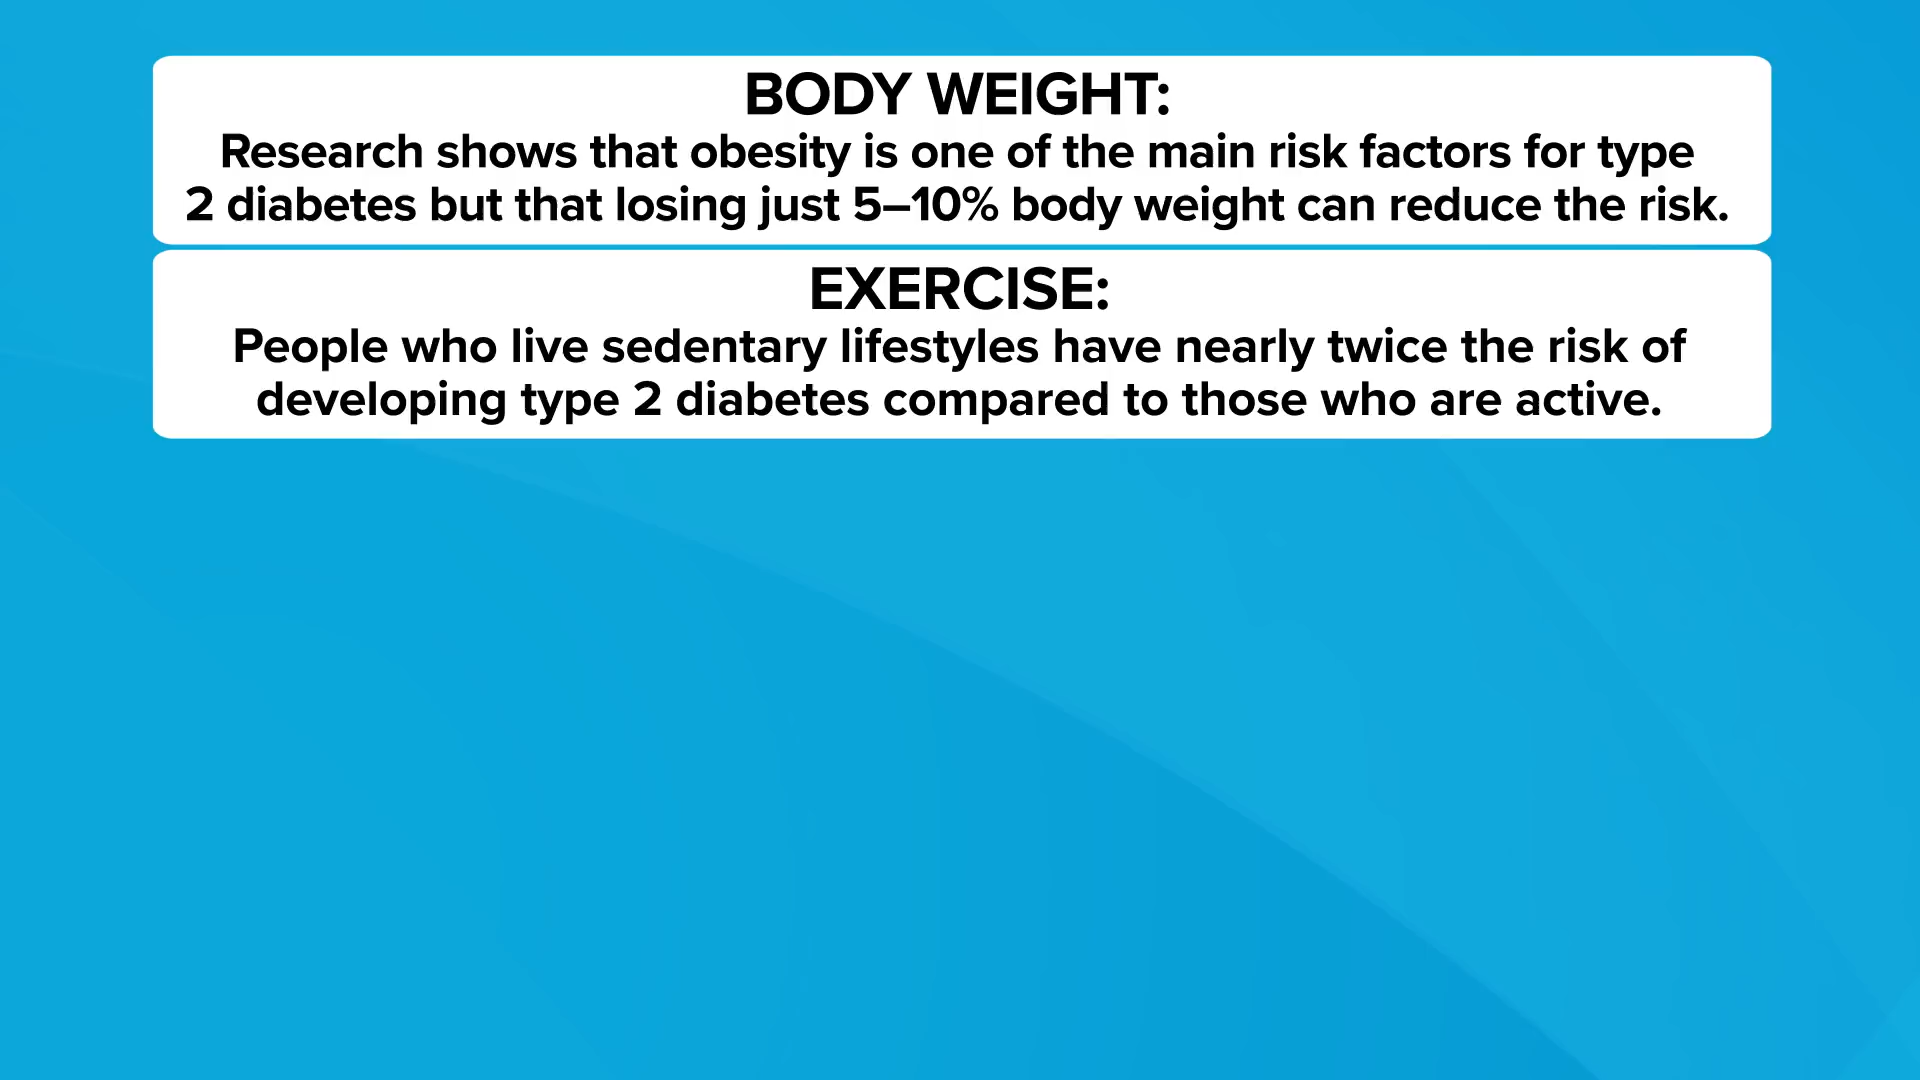 BODY WEIGHT:
Research shows that obesity is one of the main risk factors for type
2 diabetes but that losing just 5–10% body weight can reduce the risk.
EXERCISE:
People who live sedentary lifestyles have nearly twice the risk of
developing type 2 diabetes compared to those who are active.